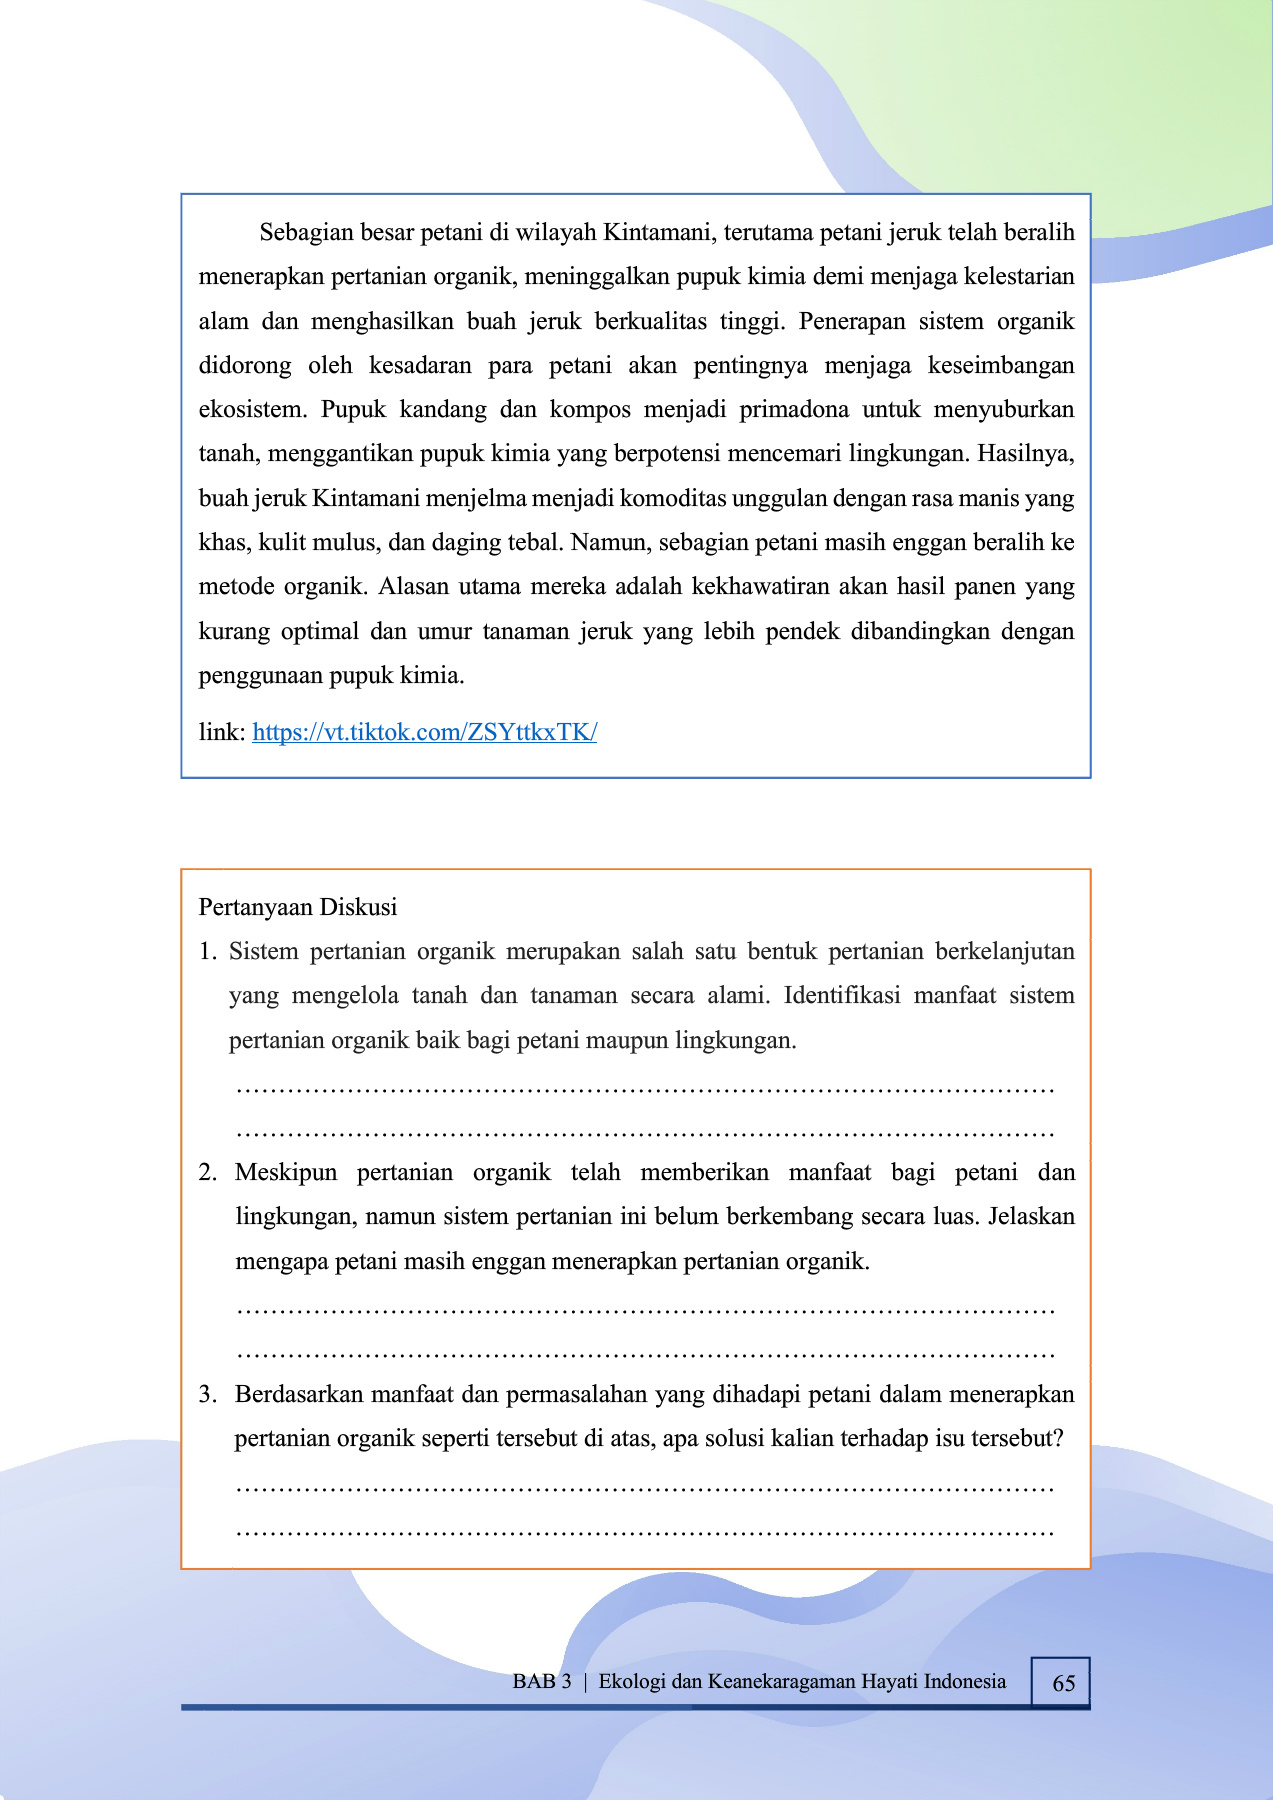 Sebagian besar petani di wilayah Kintamani, terutama petani jeruk telah beralih
menerapkan pertanian organik, meninggalkan pupuk kimia demi menjaga kelestarian
alam dan menghasilkan buah jeruk berkualitas tinggi. Penerapan sistem organik
didorong oleh kesadaran para petani akan pentingnya menjaga keseimbangan
ekosistem. Pupuk kandang dan kompos menjadi primadona untuk menyuburkan
tanah, menggantikan pupuk kimia yang berpotensi mencemari lingkungan. Hasilnya,
buah jeruk Kintamani menjelma menjadi komoditas unggulan dengan rasa manis yang
khas, kulit mulus, dan daging tebal. Namun, sebagian petani masih enggan beralih ke
metode organik. Alasan utama mereka adalah kekhawatiran akan hasil panen yang
kurang optimal dan umur tanaman jeruk yang lebih pendek dibandingkan dengan
penggunaan pupuk kimia.
link: https://vt.tiktok.com/ZSYttkxTK/
Pertanyaan Diskusi
1. Sistem pertanian organik merupakan salah satu bentuk pertanian berkelanjutan
yang mengelola tanah dan tanaman secara alami. Identifikasi manfaat sistem
pertanian organik baik bagi petani maupun lingkungan.
………………………………………………………………………………………
………………………………………………………………………………………
2. Meskipun pertanian organik telah memberikan manfaat bagi petani dan
lingkungan, namun sistem pertanian ini belum berkembang secara luas. Jelaskan
mengapa petani masih enggan menerapkan pertanian organik.
………………………………………………………………………………………
………………………………………………………………………………………
3. Berdasarkan manfaat dan permasalahan yang dihadapi petani dalam menerapkan
pertanian organik seperti tersebut di atas, apa solusi kalian terhadap isu tersebut?
………………………………………………………………………………………
………………………………………………………………………………………
BAB 3 | Ekologi dan Keanekaragaman Hayati Indonesia 65